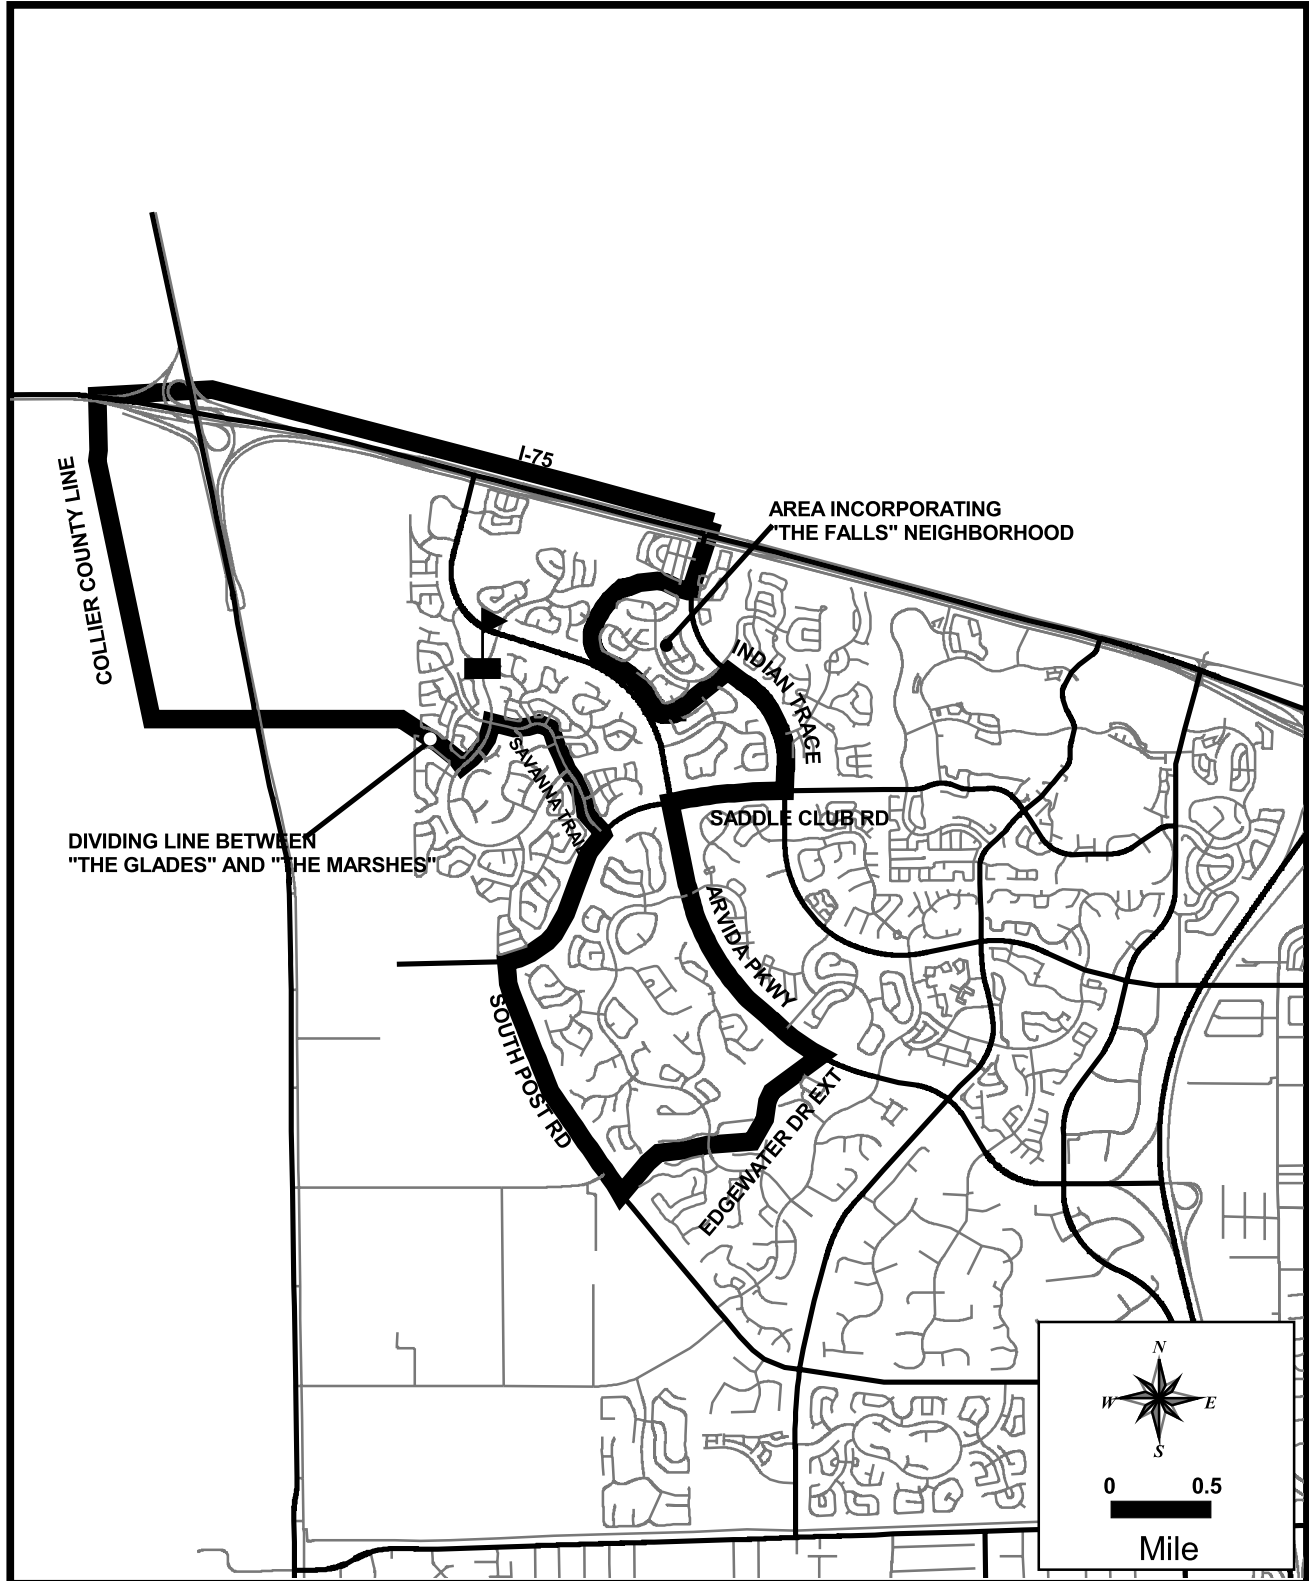 I-75
COLLIER COUNTY LINE
AREA INCORPORATING
"THE FALLS" NEIGHBORHOOD
INDIAN TRACE
SAVANNA TRAIL
SADDLE CLUB RD
DIVIDING LINE BETWEEN
"THE GLADES" AND "THE MARSHES"
ARVIDA PKWY
SOUTH POST RD
EDGEWATER DR EXT
N
W E
S
0 0.5
Mile